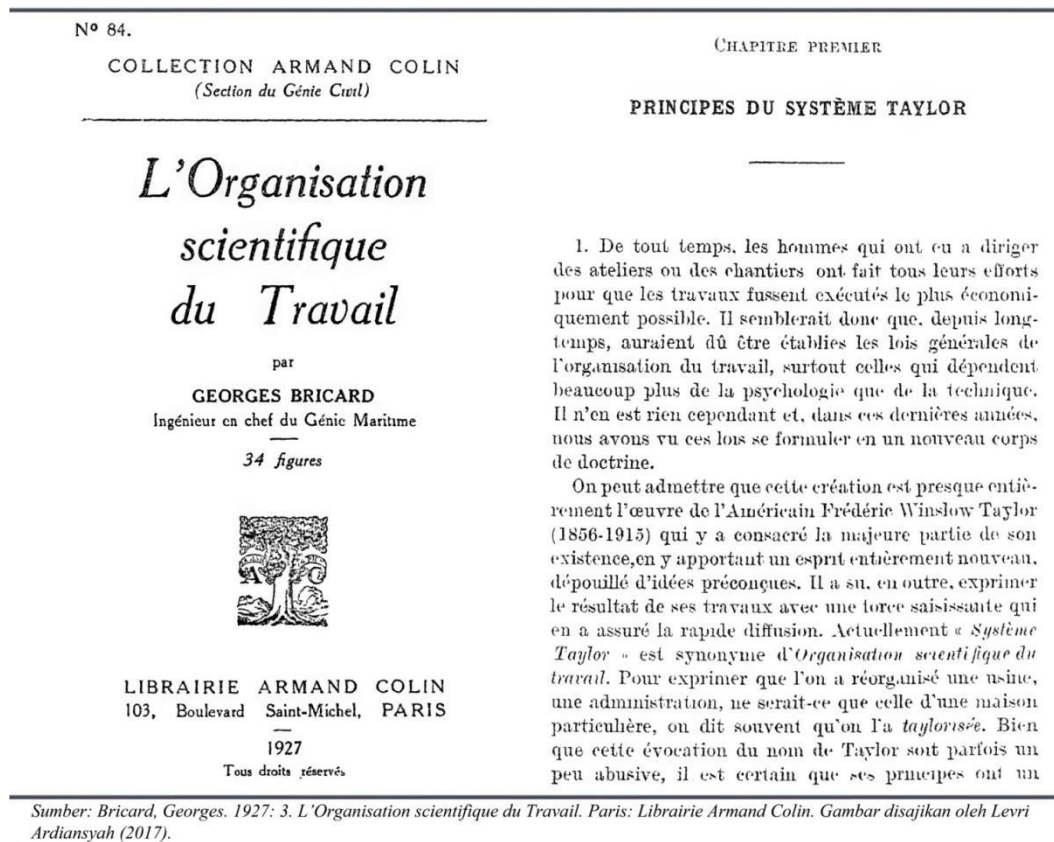 Nº 84.
COLLECTION ARMAND COLIN
(Section du Génie Civil)
L'Organisation
scientifique
du Travail
par
GEORGES BRICARD
Ingénieur en chef du Génie Maritime
34 figures
A C
LIBRAIRIE ARMAND COLIN
103, Boulevard Saint-Michel, PARIS
1927
Tous droits réservés
CHAPITRE PREMIER
PRINCIPES DU SYSTÈME TAYLOR
1. De tout temps, les hommes qui ont eu a diriger
des ateliers ou des chantiers ont fait tous leurs efforts
pour que les travaux fussent exécutés le plus économi-
quement possible. Il semblerait donc que, depuis long-
temps, auraient dû être établies les lois générales de
l'organisation du travail, surtout celles qui dépendent
beaucoup plus de la psychologie que de la technique.
Il n'en est rien cependant et, dans ces dernières années,
nous avons vu ces lois se formuler en un nouveau corps
de doctrine.
On peut admettre que cette création est presque entiè-
rement l'œuvre de l'Américain Frédéric Winslow Taylor
(1856-1915) qui y a consacré la majeure partie de son
existence, en y apportant un esprit entièrement nouveau,
dépouillé d'idées préconçues. Il a su, en outre, exprimer
le résultat de ses travaux avec une force saisissante qui
en a assuré la rapide diffusion. Actuellement « Système
Taylor » est synonyme d'Organisation scientifique du
travail. Pour exprimer que l'on a réorganisé une usine,
une administration, ne serait-ce que celle d'une maison
particulière, on dit souvent qu'on l'a taylorisée. Bien
que cette évocation du nom de Taylor soit parfois un
peu abusive, il est certain que ses principes ont un
Sumber: Bricard, Georges. 1927: 3. L'Organisation scientifique du Travail. Paris: Librairie Armand Colin. Gambar disajikan oleh Levri
Ardiansyah (2017).